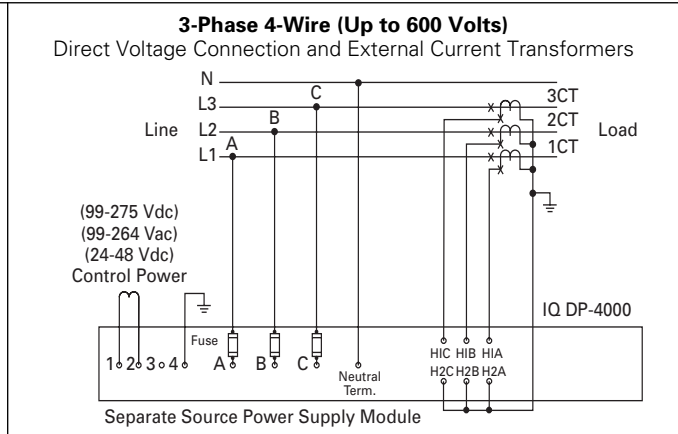 3-Phase 4-Wire (Up to 600 Volts)
Direct Voltage Connection and External Current Transformers
N
L3 C 3CT
Line L2 B 2CT Load
L1 A 1CT
(99-275 Vdc)
(99-264 Vac)
(24-48 Vdc)
Control Power
IQ DP-4000
Fuse
HIC HIB HIA
1 2 3 4 A B C H2C H2B H2A
Neutral
Term.
Separate Source Power Supply Module